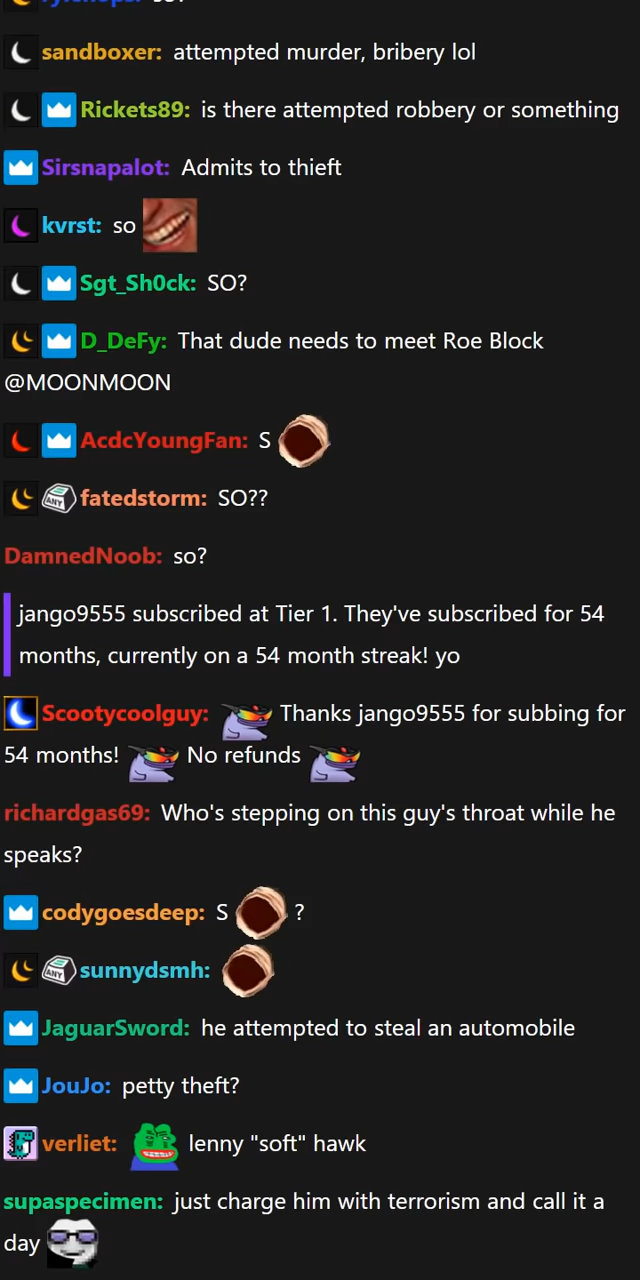 so?
sandboxer: attempted murder, bribery lol
Rickets89: is there attempted robbery or something
Sirsnapalot: Admits to thieft
kvrst: so
Sgt_Sh0ck: SO?
D_DeFy: That dude needs to meet Roe Block
@MOONMOON
AcdcYoungFan: S
ANY fatedstorm: SO??
DamnedNoob: so?
jango9555 subscribed at Tier 1. They've subscribed for 54
months, currently on a 54 month streak! yo
Scootycoolguy: Thanks jango9555 for subbing for
54 months! No refunds
richardgas69: Who's stepping on this guy's throat while he
speaks?
codygoesdeep: S ?
ANY sunnydsmh:
JaguarSword: he attempted to steal an automobile
JouJo: petty theft?
verliet: lenny "soft" hawk
supaspecimen: just charge him with terrorism and call it a
day